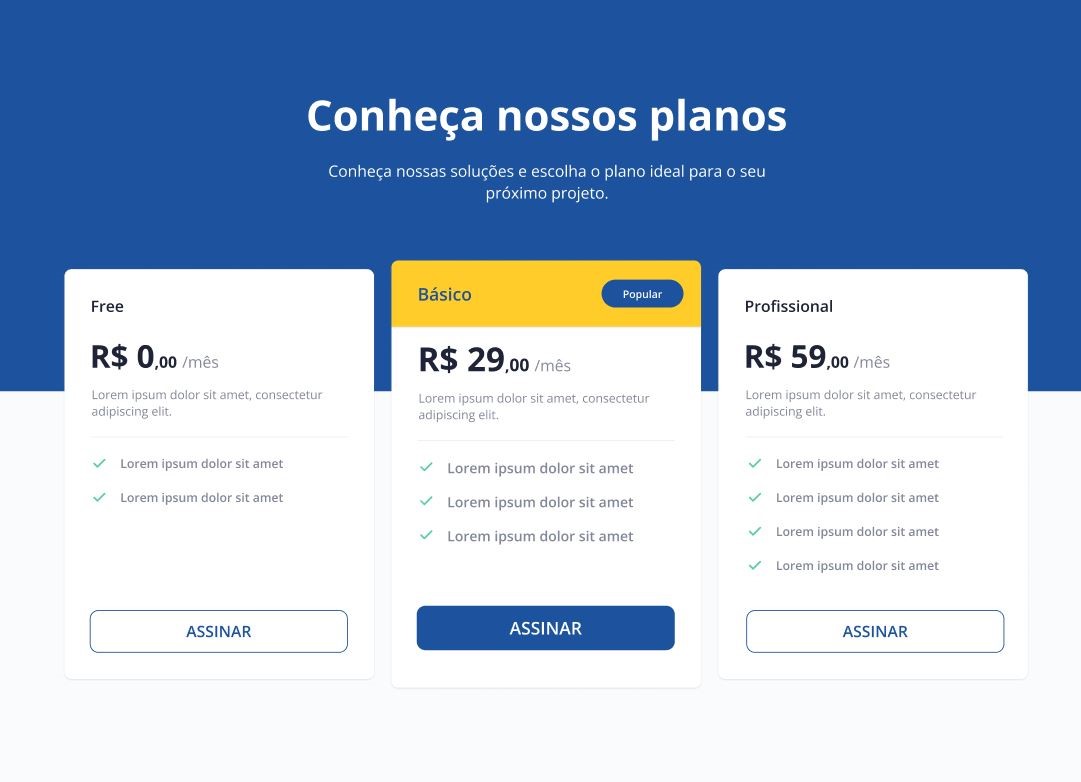 Conheça nossos planos
Conheça nossas soluções e escolha o plano ideal para o seu
próximo projeto.
Free
R$ 0,00 /mês
Lorem ipsum dolor sit amet, consectetur
adipiscing elit.
Lorem ipsum dolor sit amet
Lorem ipsum dolor sit amet
ASSINAR
Básico
Popular
R$ 29,00 /mês
Lorem ipsum dolor sit amet, consectetur
adipiscing elit.
Lorem ipsum dolor sit amet
Lorem ipsum dolor sit amet
Lorem ipsum dolor sit amet
ASSINAR
Profissional
R$ 59,00 /mês
Lorem ipsum dolor sit amet, consectetur
adipiscing elit.
Lorem ipsum dolor sit amet
Lorem ipsum dolor sit amet
Lorem ipsum dolor sit amet
Lorem ipsum dolor sit amet
ASSINAR